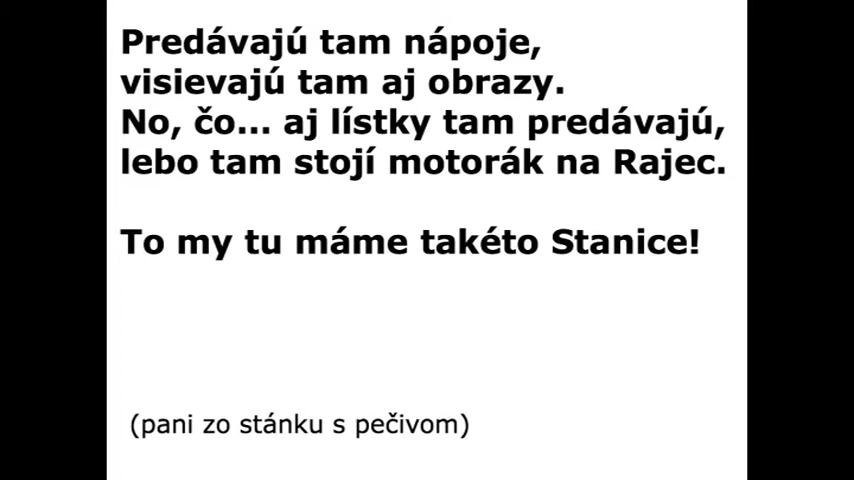 Predávajú tam nápoje,
visievajú tam aj obrazy.
No, čo... aj lístky tam predávajú,
lebo tam stojí motorák na Rajec.
To my tu máme takéto Stanice!
(pani zo stánku s pečivom)